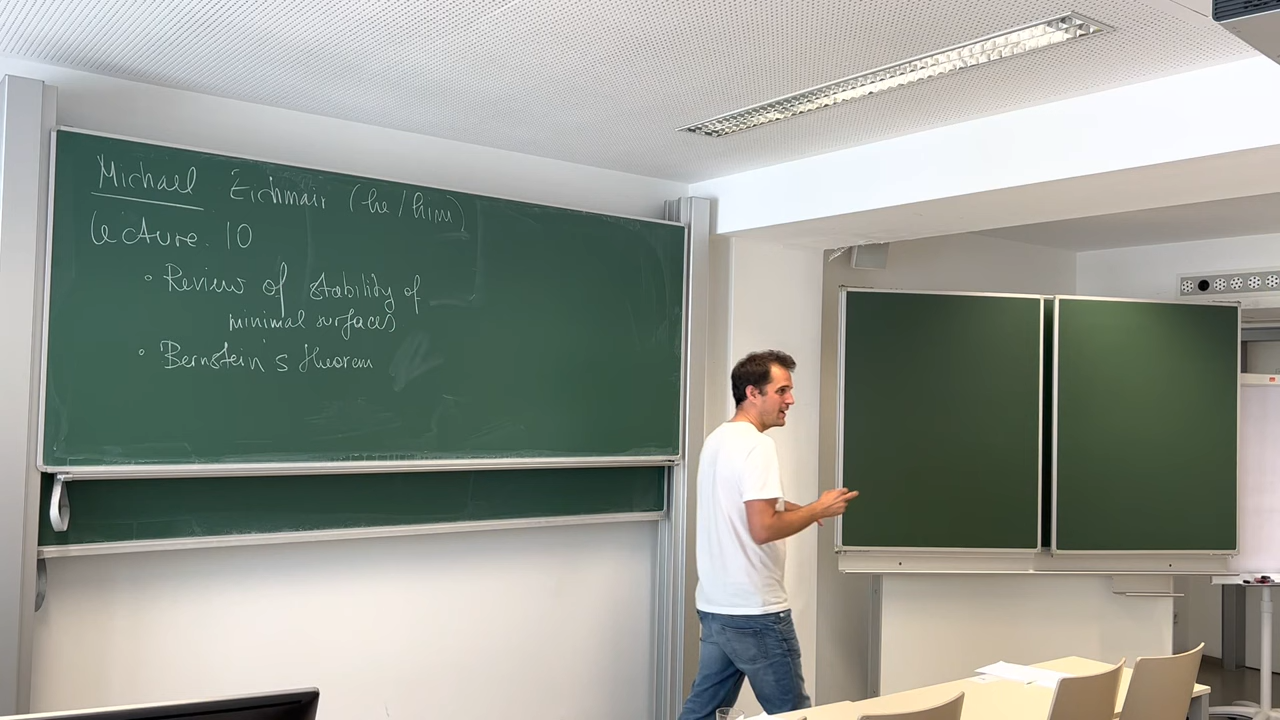 Michael Eichmair (he/him)
lecture. 10
• Review of stability of
minimal surfaces
• Bernstein's theorem